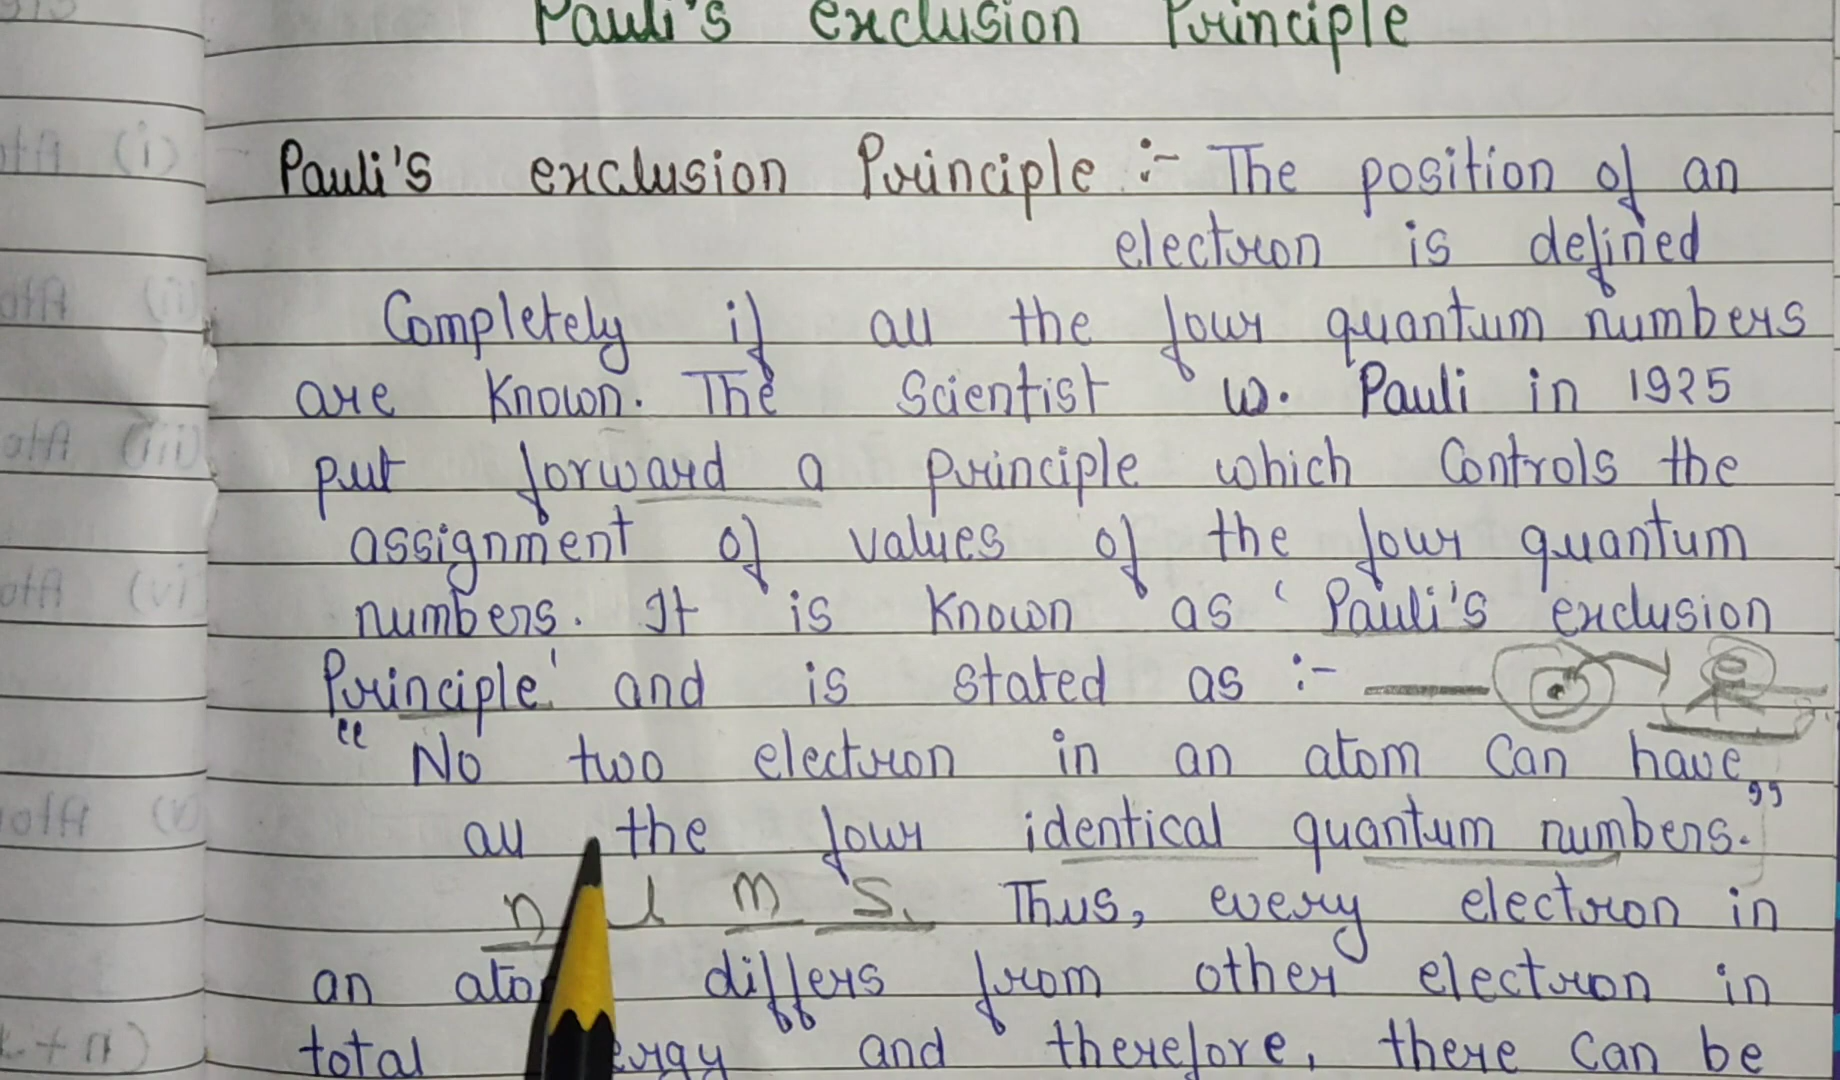 Pauli's exclusion Principle
Pauli's exclusion Principle :- The position of an
electron is defined
Completely if all the four quantum numbers
are Known. The Scientist W. Pauli in 1925
put forward a principle which Controls the
assignment of values of the four quantum
numbers. It is Known as ' Pauli's exclusion
Principle' and is stated as :-
" No two electron in an atom Can have
all the four identical quantum numbers."
n l m s. Thus, every electron in
an differs from other electron in
total and therefore, there Can be